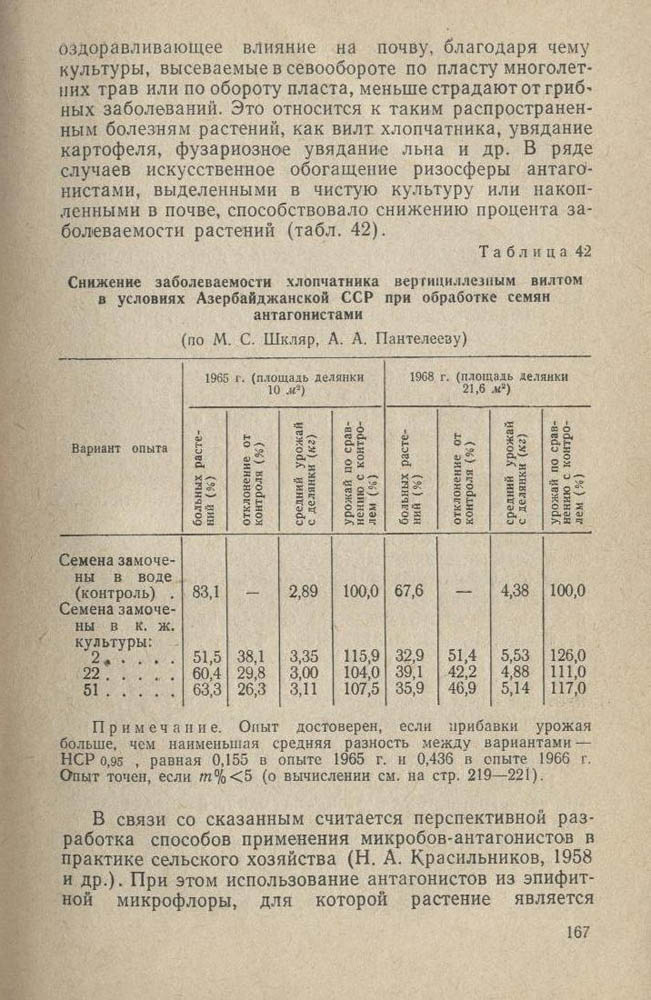 оздоравливающее влияние на почву, благодаря чему
культуры, высеваемые в севообороте по пласту многолет-
них трав или по обороту пласта, меньше страдают от гриб-
ных заболеваний. Это относится к таким распространен-
ным болезням растений, как вилт хлопчатника, увядание
картофеля, фузариозное увядание льна и др. В ряде
случаев искусственное обогащение ризосферы антаго-
нистами, выделенными в чистую культуру или накоп-
ленными в почве, способствовало снижению процента за-
болеваемости растений (табл. 42).
Таблица 42
Снижение заболеваемости хлопчатника вертициллезным вилтом
в условиях Азербайджанской ССР при обработке семян
антагонистами
(по М. С. Шкляр, А. А. Пантелееву)
Вариант опыта
1965 г. (площадь делянки
10 м²)
1968 г. (площадь делянки
21,6 м²)
больных расте-
ний (%)
отклонение от
контроля (%)
средний урожай
с делянки (кг)
урожай по срав-
нению с контро-
лем (%)
больных расте-
ний (%)
отклонение от
контроля (%)
средний урожай
с делянки (кг)
урожай по срав-
нению с контро-
лем (%)
Семена замоче-
ны в воде
(контроль) . 83,1 — 2,89 100,0 67,6 — 4,38 100,0
Семена замоче-
ны в к. ж.
культуры:
2 . . . . . 51,5 38,1 3,35 115,9 32,9 51,4 5,53 126,0
22 . . . . . 60,4 29,8 3,00 104,0 39,1 42,2 4,88 111,0
51 . . . . . 63,3 26,3 3,11 107,5 35,9 46,9 5,14 117,0
Примечание. Опыт достоверен, если прибавки урожая
больше, чем наименьшая средняя разность между вариантами —
НСР 0,95 , равная 0,155 в опыте 1965 г. и 0,436 в опыте 1966 г.
Опыт точен, если m%<5 (о вычислении см. на стр. 219—221).
В связи со сказанным считается перспективной раз-
работка способов применения микробов-антагонистов в
практике сельского хозяйства (Н. А. Красильников, 1958
и др.). При этом использование антагонистов из эпифит-
ной микрофлоры, для которой растение является
167